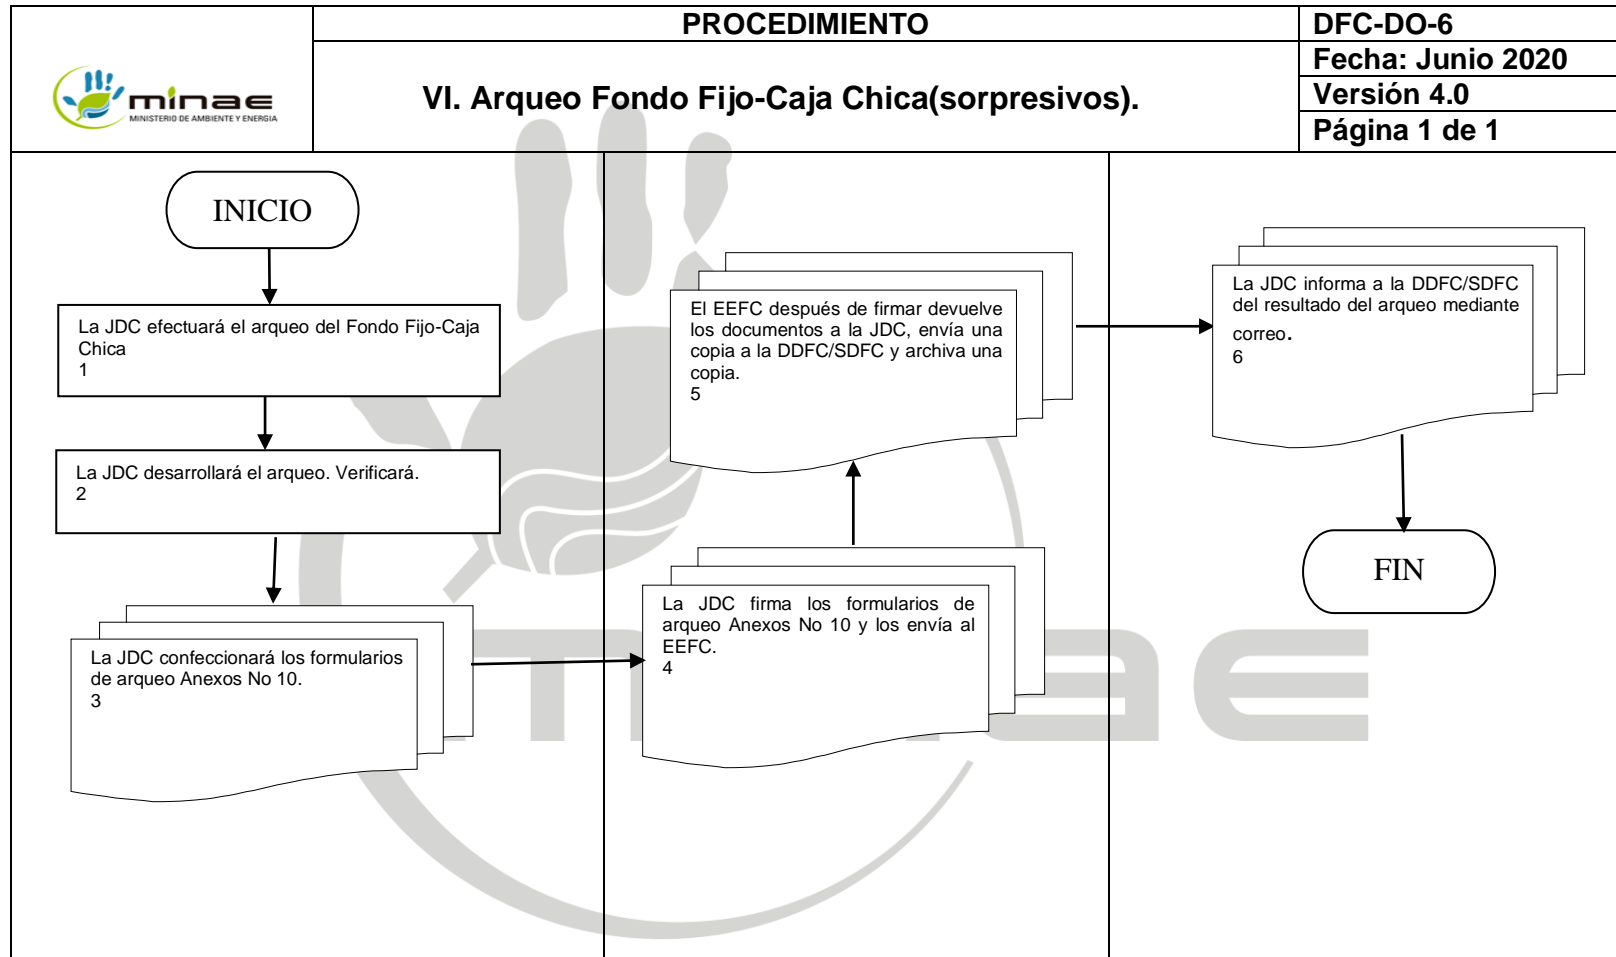 minae
MINISTERIO DE AMBIENTE Y ENERGIA
PROCEDIMIENTO
VI. Arqueo Fondo Fijo-Caja Chica(sorpresivos).
DFC-DO-6
Fecha: Junio 2020
Versión 4.0
Página 1 de 1
INICIO
La JDC efectuará el arqueo del Fondo Fijo-Caja
Chica
1
La JDC desarrollará el arqueo. Verificará.
2
La JDC confeccionará los formularios
de arqueo Anexos No 10.
3
La JDC firma los formularios de
arqueo Anexos No 10 y los envía al
EEFC.
4
El EEFC después de firmar devuelve
los documentos a la JDC, envía una
copia a la DDFC/SDFC y archiva una
copia.
5
La JDC informa a la DDFC/SDFC
del resultado del arqueo mediante
correo.
6
FIN
minae